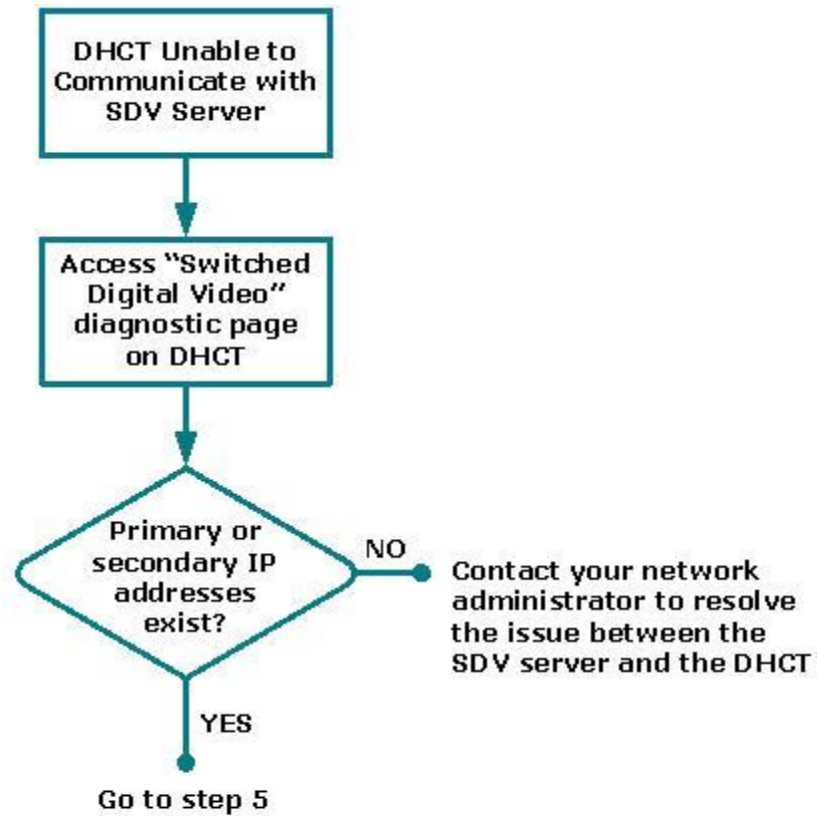 DHCT Unable to
Communicate with
SDV Server
Access “Switched
Digital Video”
diagnostic page
on DHCT
Primary or
secondary IP
addresses
exist?
NO
Contact your network
administrator to resolve
the issue between the
SDV server and the DHCT
YES
Go to step 5